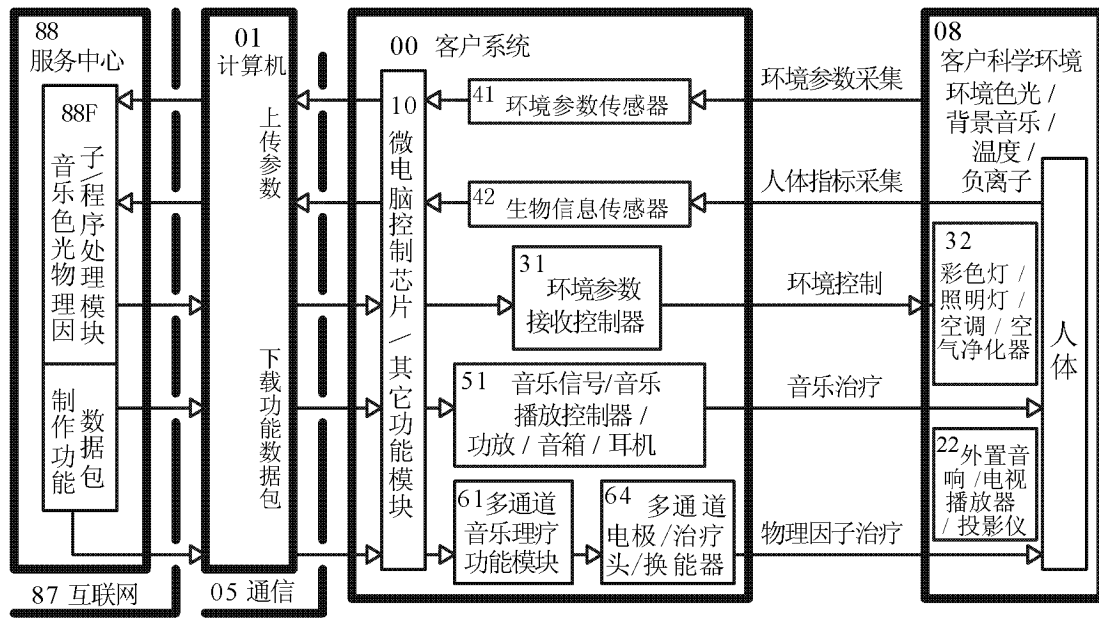 88
服务中心
88F
音乐色光物理因
子/程序处理模块
制作功能
数据包
87 互联网
01
计算机
上传参数
下载功能数据包
05 通信
00 客户系统
10
微电脑控制芯片/其它功能模块
41 环境参数传感器
42 生物信息传感器
31
环境参数
接收控制器
51 音乐信号/音乐
播放控制器/
功放/音箱/耳机
61多通道
音乐理疗
功能模块
64 多通道
电极/治疗
头/换能器
环境参数采集
人体指标采集
环境控制
音乐治疗
物理因子治疗
08
客户科学环境
环境色光/
背景音乐/
温度/
负离子
32
彩色灯/
照明灯/
空调/空
气净化器
22外置音
响/电视
播放器
/投影仪
人体